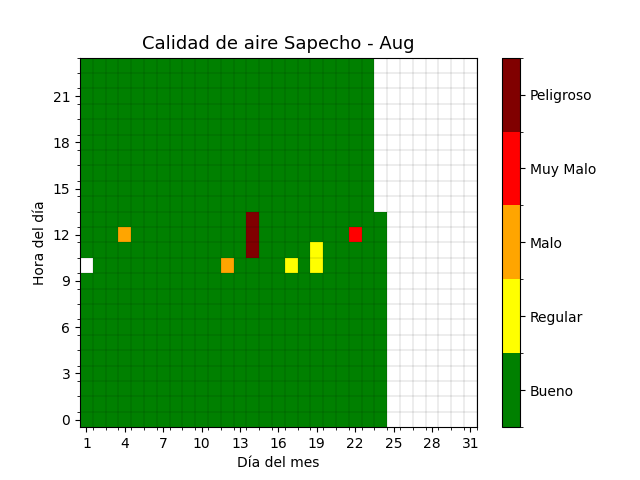 Calidad de aire Sapecho - Aug
Hora del día
21
18
15
12
9
6
3
0
1 4 7 10 13 16 19 22 25 28 31
Día del mes
Peligroso
Muy Malo
Malo
Regular
Bueno